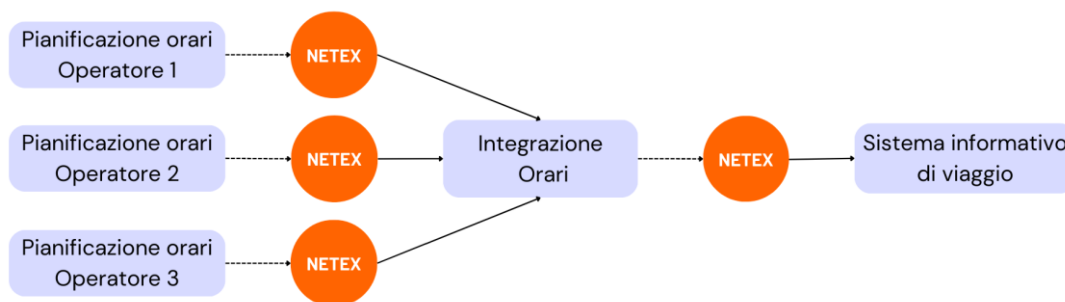 Pianificazione orari
Operatore 1
NETEX
Pianificazione orari
Operatore 2
NETEX
Integrazione
Orari
NETEX
Sistema informativo
di viaggio
Pianificazione orari
Operatore 3
NETEX